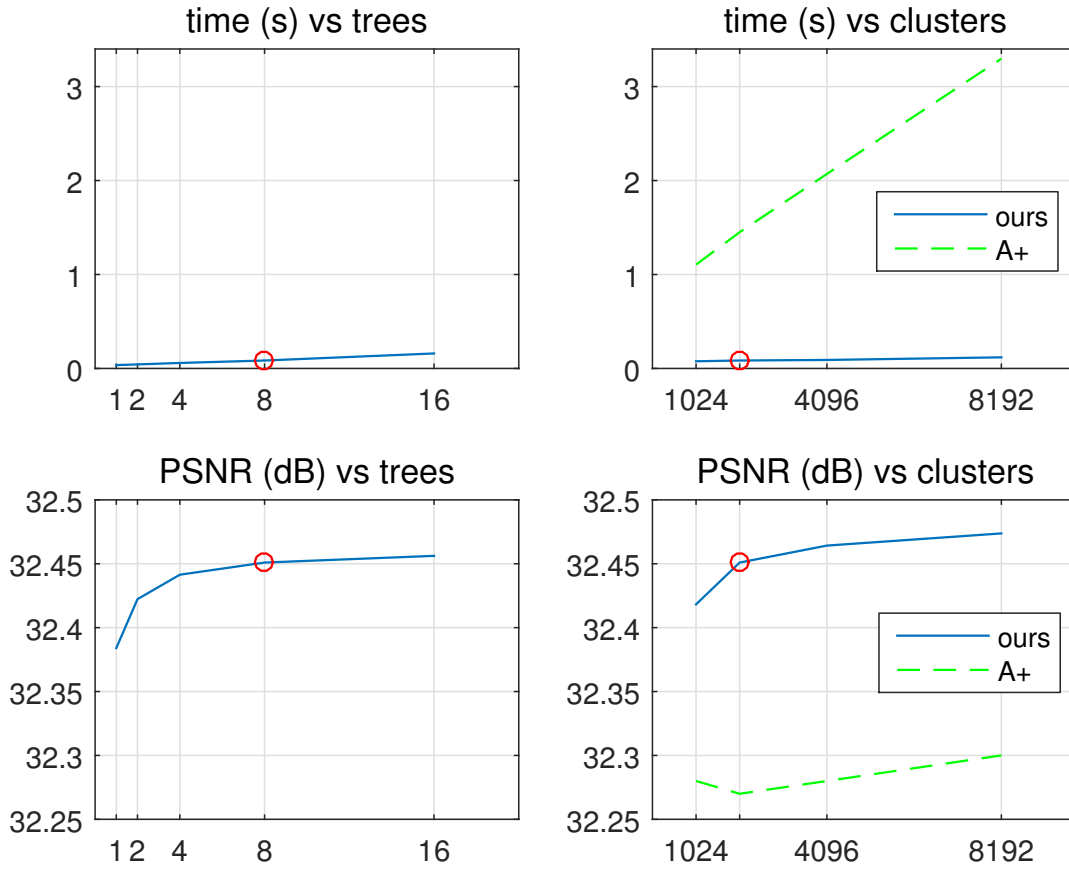 time (s) vs trees
3
2
1
0
1 2 4 8 16
time (s) vs clusters
3
2
1
0
ours
A+
1024 4096 8192
PSNR (dB) vs trees
32.5
32.45
32.4
32.35
32.3
32.25
1 2 4 8 16
PSNR (dB) vs clusters
32.5
32.45
32.4
32.35
32.3
32.25
ours
A+
1024 4096 8192